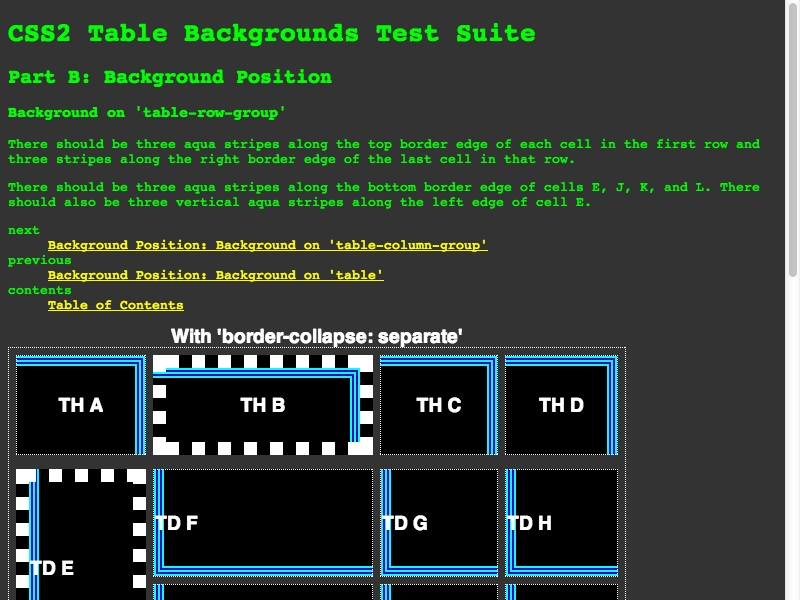 CSS2 Table Backgrounds Test Suite
Part B: Background Position
Background on 'table-row-group'
There should be three aqua stripes along the top border edge of each cell in the first row and
three stripes along the right border edge of the last cell in that row.
There should be three aqua stripes along the bottom border edge of cells E, J, K, and L. There
should also be three vertical aqua stripes along the left edge of cell E.
next
Background Position: Background on 'table-column-group'
previous
Background Position: Background on 'table'
contents
Table of Contents
With 'border-collapse: separate'
TH A TH B TH C TH D
TD F TD G TD H
TD E